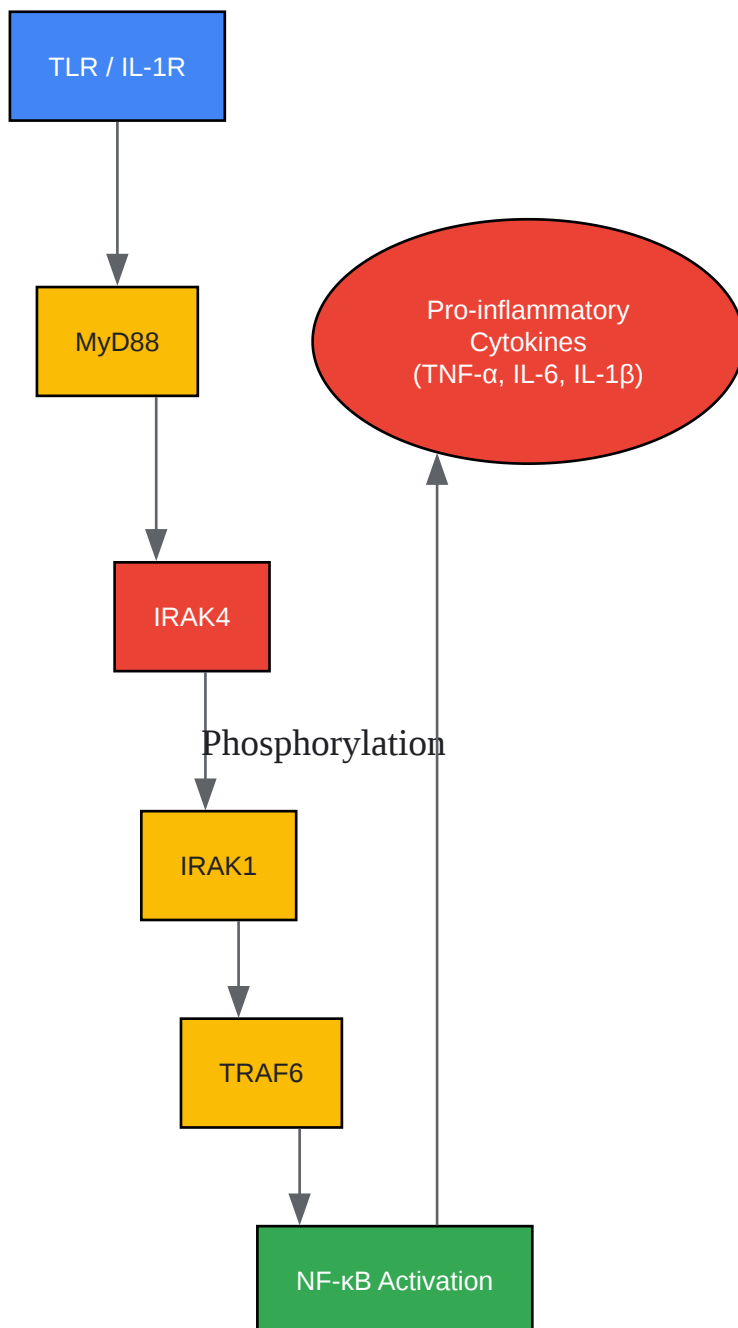 TLR / IL-1R
MyD88
Pro-inflammatory
Cytokines
(TNF-α, IL-6, IL-1β)
IRAK4
Phosphorylation
IRAK1
TRAF6
NF-κB Activation